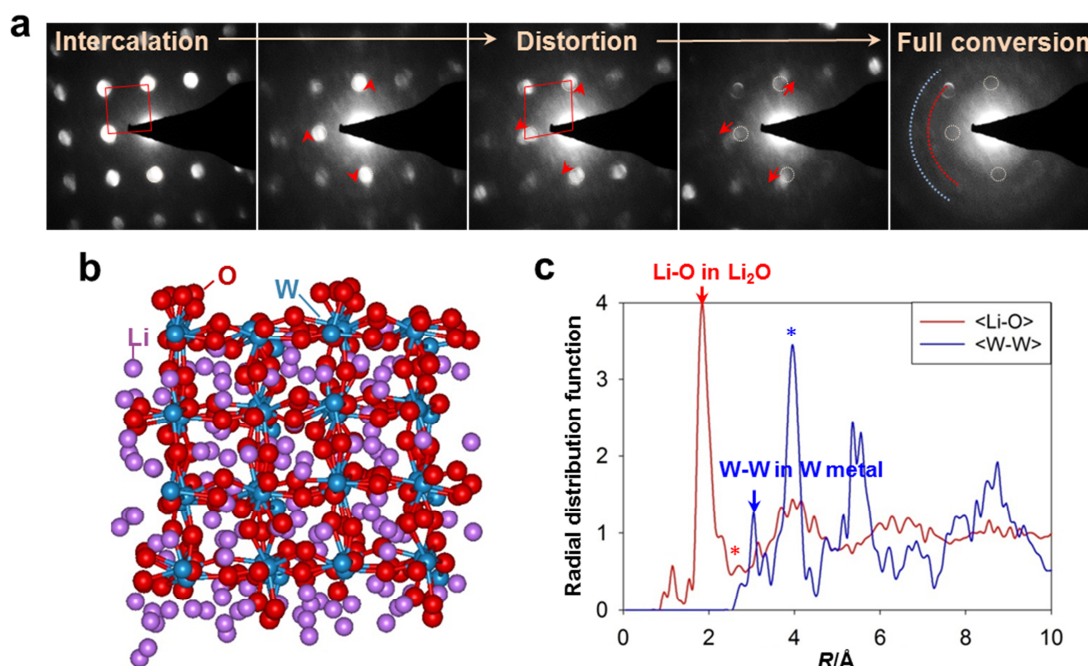 a
Intercalation
Distortion
Full conversion
b
O
W
Li
c
Li-O in Li₂O
*
<Li-O>
<W-W>
W-W in W metal
*
Radial distribution function
4
3
2
1
0
0
2
4
6
8
10
R/Å